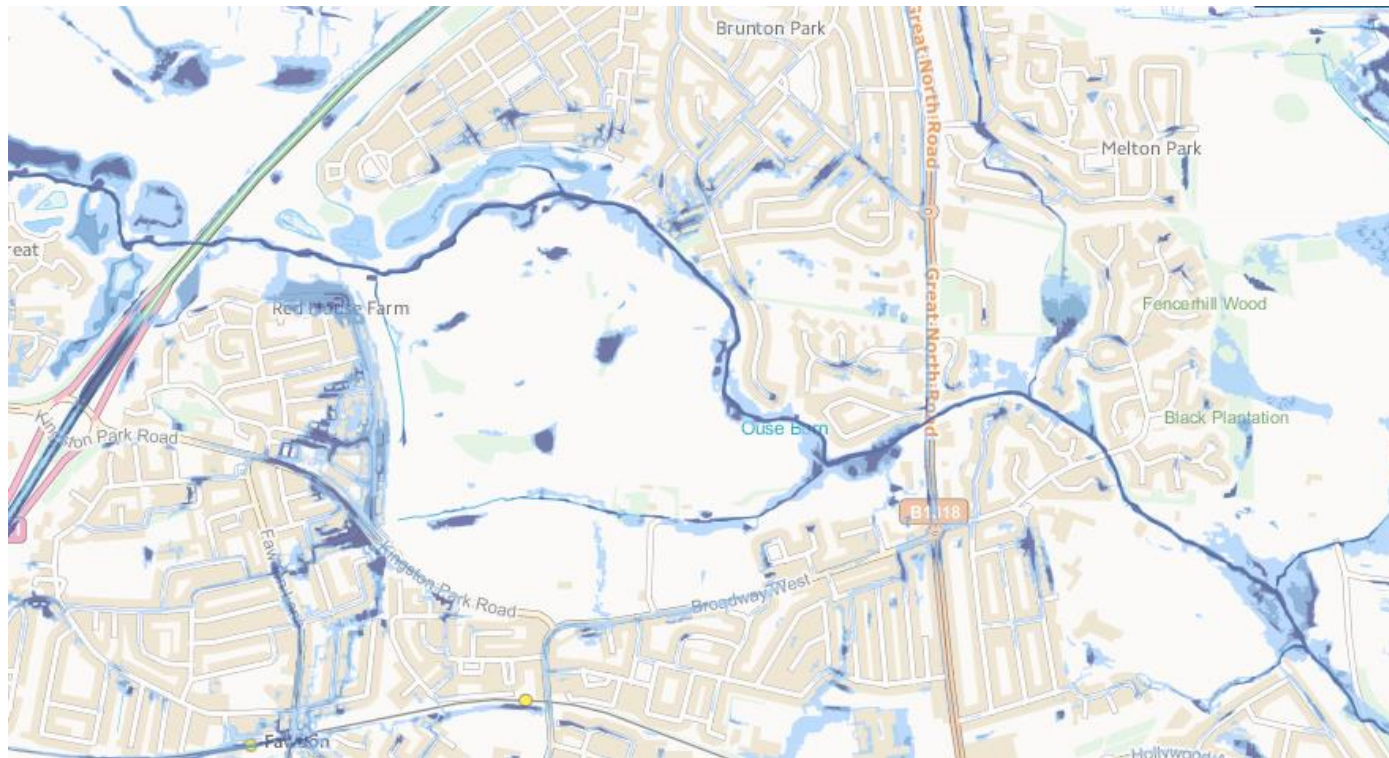 Brunton Park
Great North Road
Melton Park
reat
Red House Farm
Great North Road
Fencerhill Wood
Kingston Park Road
Black Plantation
Ouse Burn
B1318
Kingston Park Road
Broadway West
Fawdon